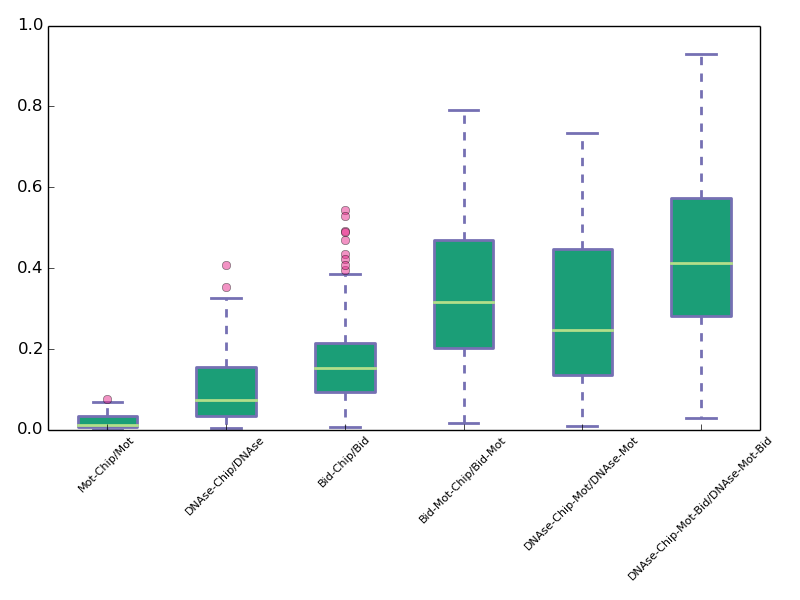 1.0
0.8
0.6
0.4
0.2
0.0
Mot-Chip/Mot
DNAse-Chip/DNAse
Bid-Chip/Bid
Bid-Mot-Chip/Bid-Mot
DNAse-Chip-Mot/DNAse-Mot
DNAse-Chip-Mot-Bid/DNAse-Mot-Bid